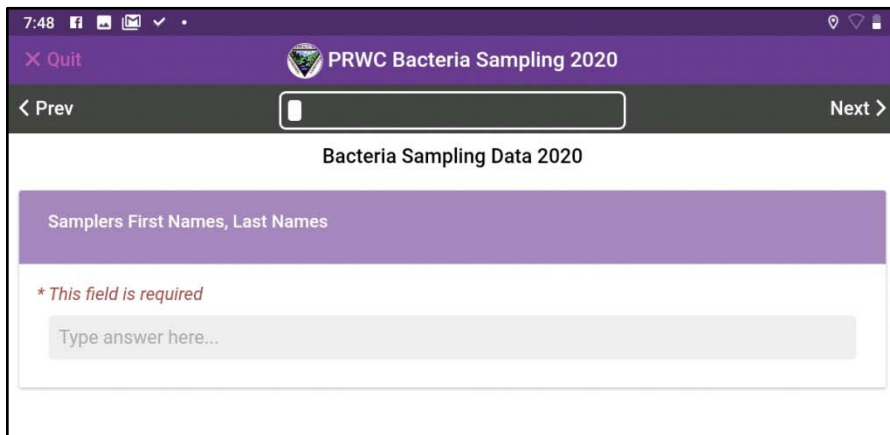 7:48
X Quit
PRWC Bacteria Sampling 2020
< Prev
Next >
Bacteria Sampling Data 2020
Samplers First Names, Last Names
* This field is required
Type answer here...